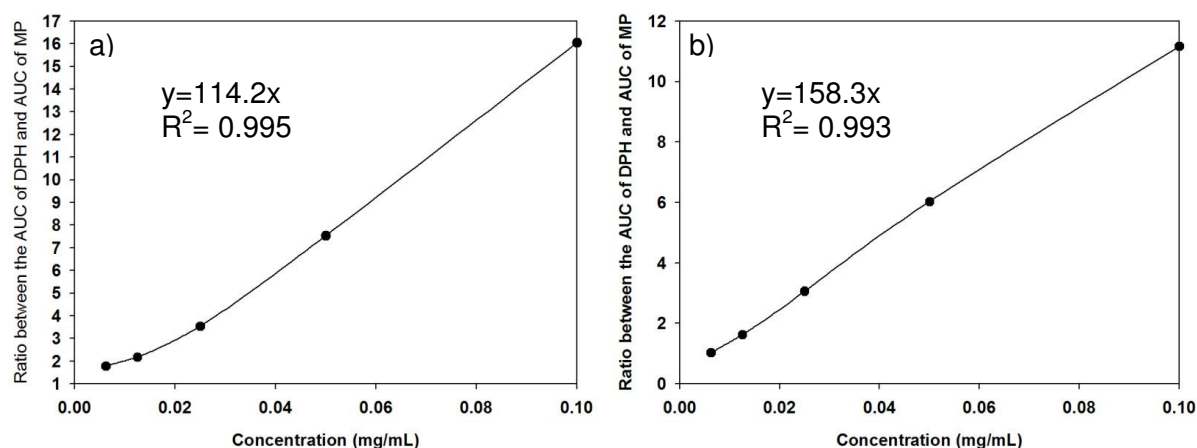 a)
y=114.2x
R²= 0.995
Ratio between the AUC of DPH and AUC of MP
17
16
15
14
13
12
11
10
9
8
7
6
5
4
3
2
1
0.00 0.02 0.04 0.06 0.08 0.10
Concentration (mg/mL)
b)
y=158.3x
R²= 0.993
Ratio between the AUC of DPH and AUC of MP
12
10
8
6
4
2
0
0.00 0.02 0.04 0.06 0.08 0.10
Concentration (mg/mL)